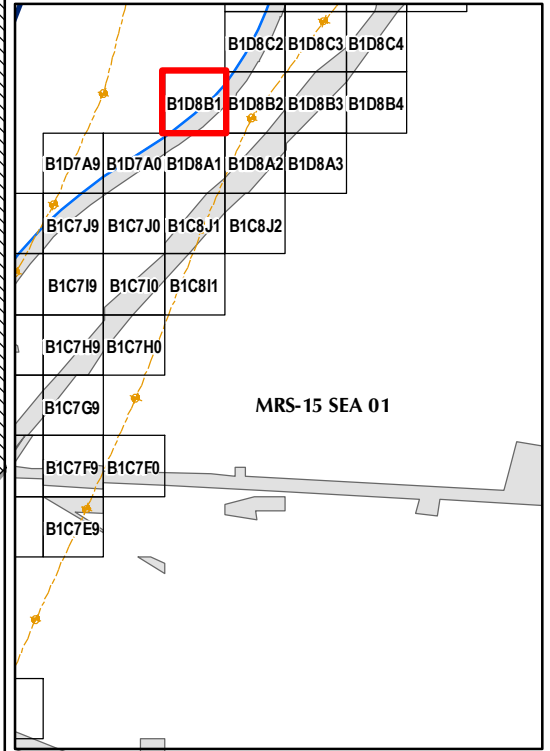 B1D8C2 B1D8C3 B1D8C4
B1D8B1 B1D8B2 B1D8B3 B1D8B4
B1D7A9 B1D7A0 B1D8A1 B1D8A2 B1D8A3
B1C7J9 B1C7J0 B1C8J1 B1C8J2
B1C7I9 B1C7I0 B1C8I1
B1C7H9 B1C7H0
B1C7G9
MRS-15 SEA 01
B1C7F9 B1C7F0
B1C7E9